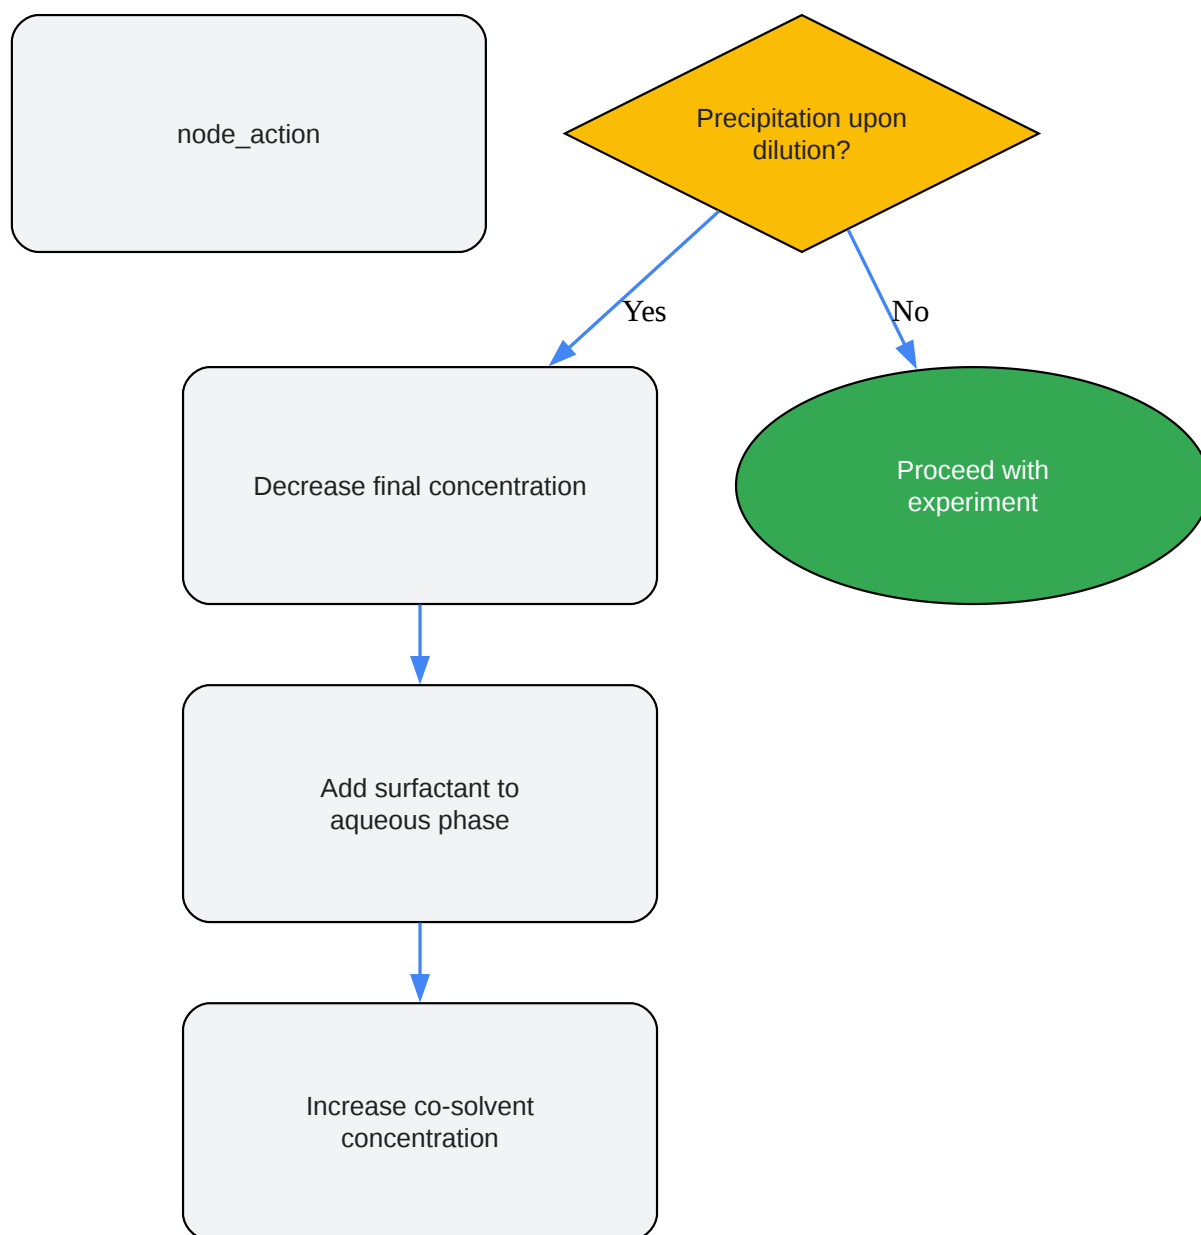 node_action
Precipitation upon
dilution?
Yes
No
Decrease final concentration
Proceed with
experiment
Add surfactant to
aqueous phase
Increase co-solvent
concentration